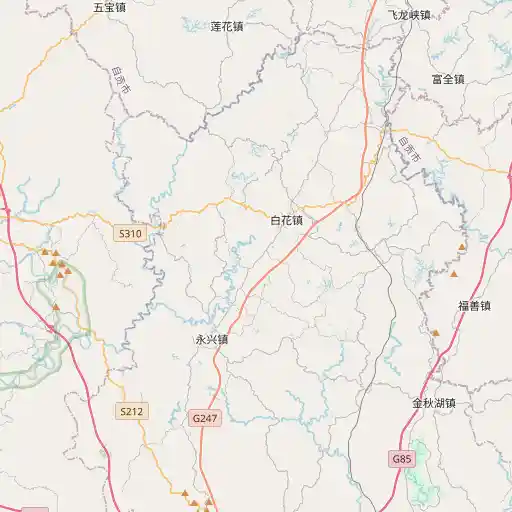 五宝镇
飞龙峡镇
莲花镇
自贡市
富全镇
自贡市
白花镇
S310
福善镇
永兴镇
金秋湖镇
S212
G247
G85